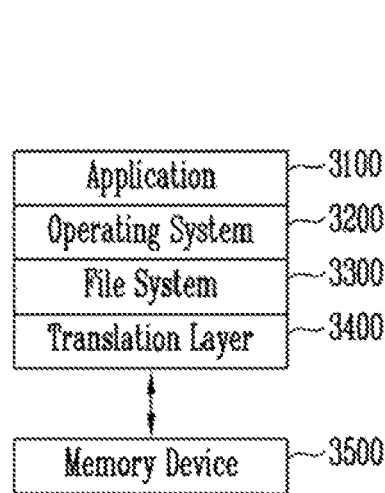 Application 3100
Operating System 3200
File System 3300
Translation Layer 3400
Memory Device 3500